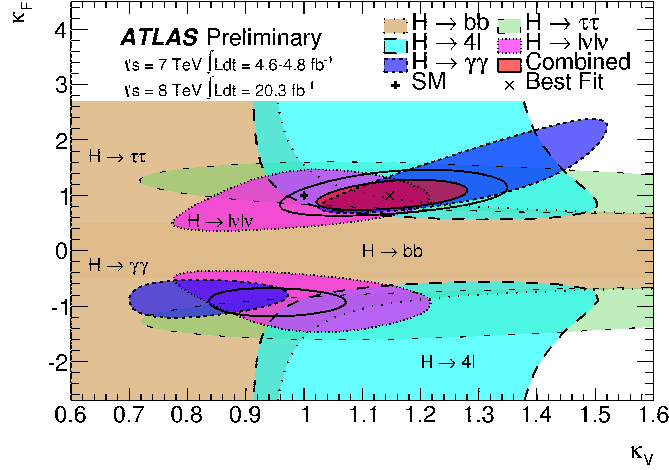 κF
ATLAS Preliminary
√s = 7 TeV ∫Ldt = 4.6-4.8 fb⁻¹
√s = 8 TeV ∫Ldt = 20.3 fb⁻¹
H → bb H → ττ
H → 4l H → lνlν
H → γγ Combined
SM Best Fit
4
3
2
1
0
-1
-2
H → ττ
H → lνlν
H → bb
H → γγ
H → 4l
0.6 0.7 0.8 0.9 1 1.1 1.2 1.3 1.4 1.5 1.6
κV